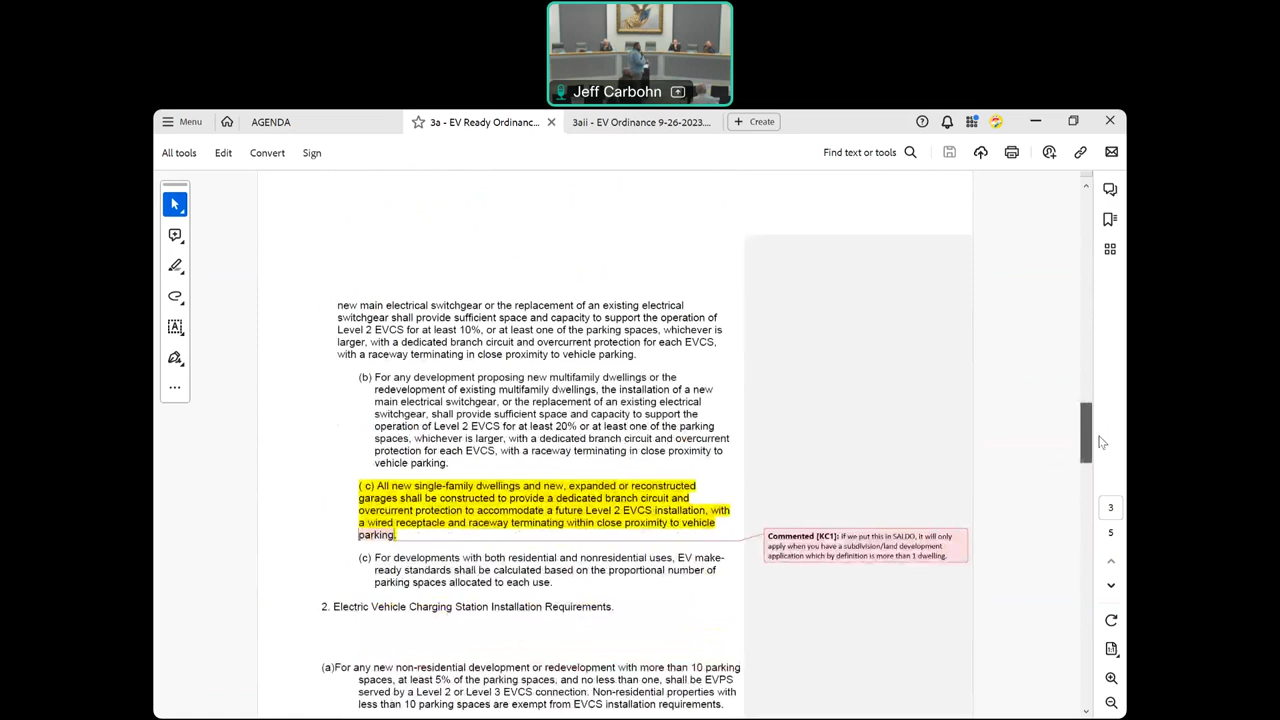 Jeff Carbohn
Menu
AGENDA
3a - EV Ready Ordinanc...
3aii - EV Ordinance 9-26-2023....
+ Create
All tools
Edit
Convert
Sign
Find text or tools
new main electrical switchgear or the replacement of an existing electrical
switchgear shall provide sufficient space and capacity to support the operation of
Level 2 EVCS for at least 10%, or at least one of the parking spaces, whichever is
larger, with a dedicated branch circuit and overcurrent protection for each EVCS,
with a raceway terminating in close proximity to vehicle parking.
(b) For any development proposing new multifamily dwellings or the
redevelopment of existing multifamily dwellings, the installation of a new
main electrical switchgear, or the replacement of an existing electrical
switchgear, shall provide sufficient space and capacity to support the
operation of Level 2 EVCS for at least 20% or at least one of the parking
spaces, whichever is larger, with a dedicated branch circuit and overcurrent
protection for each EVCS, with a raceway terminating in close proximity to
vehicle parking.
( c) All new single-family dwellings and new, expanded or reconstructed
garages shall be constructed to provide a dedicated branch circuit and
overcurrent protection to accommodate a future Level 2 EVCS installation, with
a wired receptacle and raceway terminating within close proximity to vehicle
parking.
Commented [KC1]: if we put this in SALDO, it will only
apply when you have a subdivision/land development
application which by definition is more than 1 dwelling.
(c) For developments with both residential and nonresidential uses, EV make-
ready standards shall be calculated based on the proportional number of
parking spaces allocated to each use.
2. Electric Vehicle Charging Station Installation Requirements.
(a)For any new non-residential development or redevelopment with more than 10 parking
spaces, at least 5% of the parking spaces, and no less than one, shall be EVPS
served by a Level 2 or Level 3 EVCS connection. Non-residential properties with
less than 10 parking spaces are exempt from EVCS installation requirements.
3
5